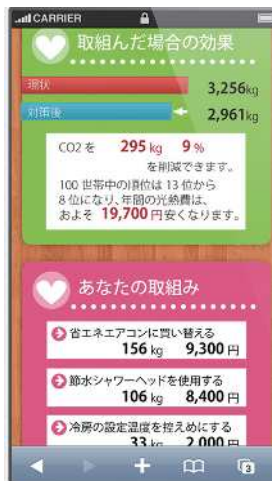 CARRIER
取組んだ場合の効果
現状 3,256kg
対策後 2,961kg
CO2を 295 kg 9 %
を削減できます。
100 世帯中の順位は 13 位から
8 位になり、年間の光熱費は、
およそ 19,700 円安くなります。
あなたの取組み
省エネエアコンに買い替える
156 kg 9,300 円
節水シャワーヘッドを使用する
106 kg 8,400 円
冷房の設定温度を控えめにする
33 kg 2,000 円
3